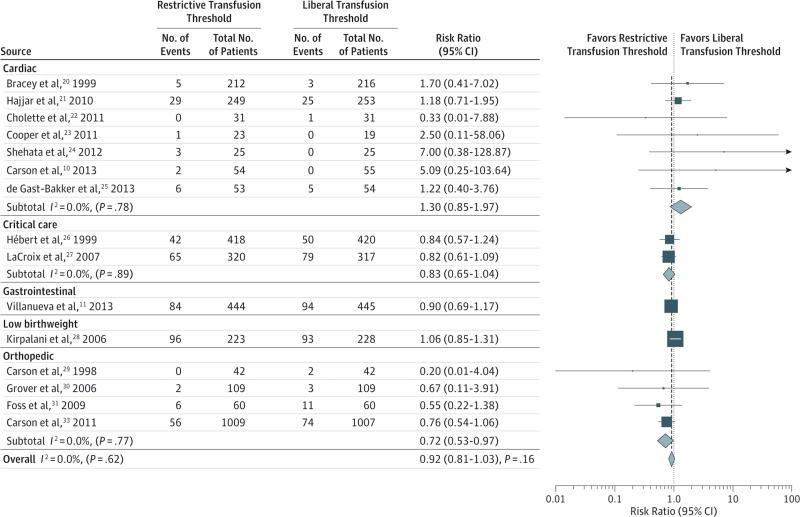 Restrictive Transfusion Threshold Liberal Transfusion Threshold Favors Restrictive Transfusion Threshold Favors Liberal Transfusion Threshold
Source No. of Events Total No. of Patients No. of Events Total No. of Patients Risk Ratio (95% CI)
Cardiac
Bracey et al,20 1999 5 212 3 216 1.70 (0.41-7.02)
Hajjar et al,21 2010 29 249 25 253 1.18 (0.71-1.95)
Cholette et al,22 2011 0 31 1 31 0.33 (0.01-7.88)
Cooper et al,23 2011 1 23 0 19 2.50 (0.11-58.06)
Shehata et al,24 2012 3 25 0 25 7.00 (0.38-128.87)
Carson et al,10 2013 2 54 0 55 5.09 (0.25-103.64)
de Gast-Bakker et al,25 2013 6 53 5 54 1.22 (0.40-3.76)
Subtotal I2 = 0.0%, (P = .78) 1.30 (0.85-1.97)
Critical care
Hébert et al,26 1999 42 418 50 420 0.84 (0.57-1.24)
LaCroix et al,27 2007 65 320 79 317 0.82 (0.61-1.09)
Subtotal I2 = 0.0%, (P = .89) 0.83 (0.65-1.04)
Gastrointestinal
Villanueva et al,11 2013 84 444 94 445 0.90 (0.69-1.17)
Low birthweight
Kirpalani et al,28 2006 96 223 93 228 1.06 (0.85-1.31)
Orthopedic
Carson et al,29 1998 0 42 2 42 0.20 (0.01-4.04)
Grover et al,30 2006 2 109 3 109 0.67 (0.11-3.91)
Foss et al,31 2009 6 60 11 60 0.55 (0.22-1.38)
Carson et al,33 2011 56 1009 74 1007 0.76 (0.54-1.06)
Subtotal I2 = 0.0%, (P = .77) 0.72 (0.53-0.97)
Overall I2 = 0.0%, (P = .62) 0.92 (0.81-1.03), P = .16
0.01 0.1 1.0 10 100
Risk Ratio (95% CI)